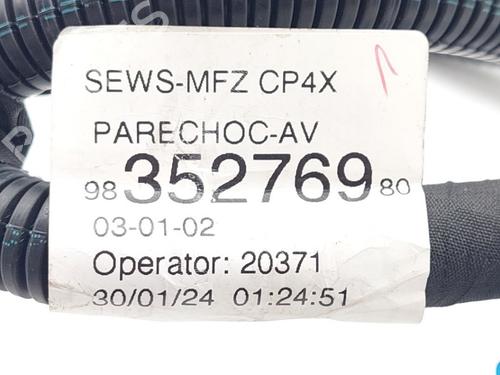 SEWS-MFZ CP4X
PARECHOC-AV
98 352769 80
03-01-02
Operator: 20371
30/01/24 01:24:51